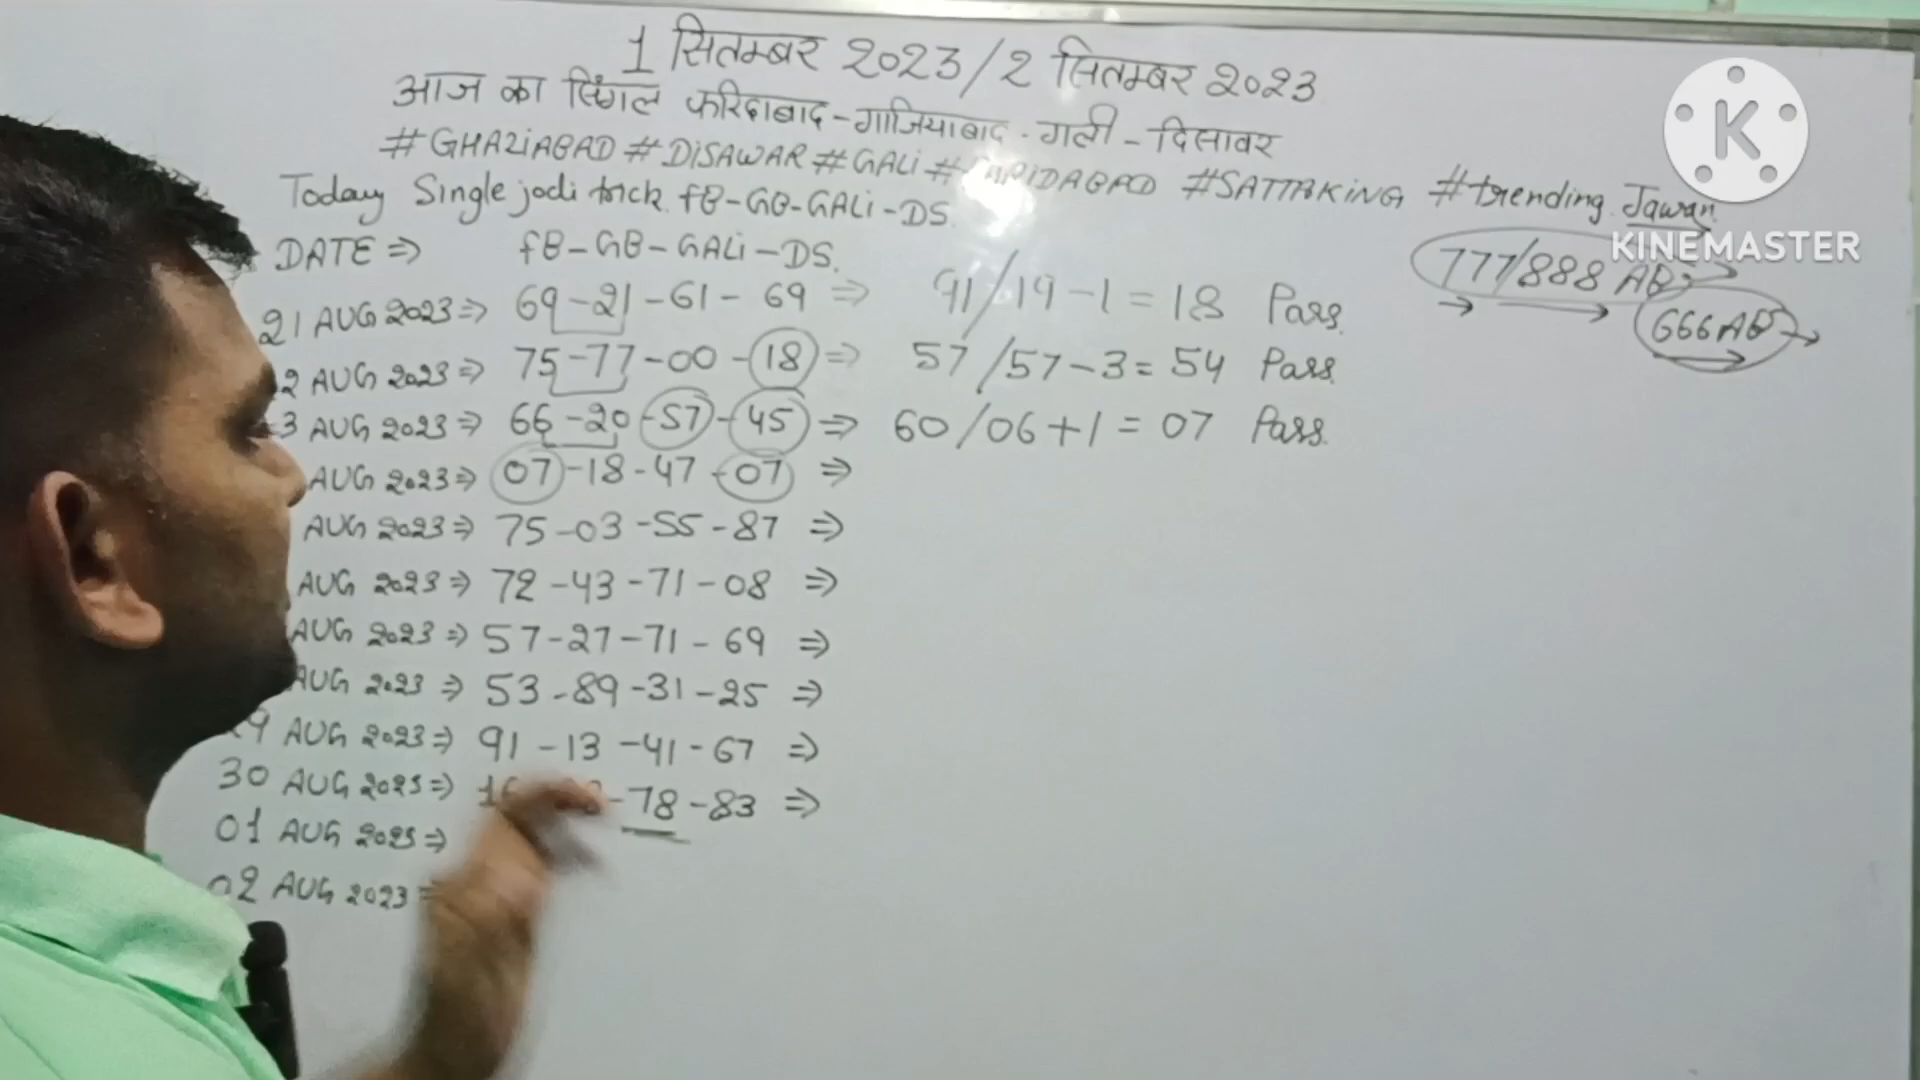 1 सितम्बर 2023/2 सितम्बर 2023
आज का सिंगल फरिदाबाद-गाजियाबाद-गली-दिसावर
#GHAZiABAD #DiSAWAR #GALi # #SATTAKiNG #trending Jawan
Today Single jodi trick FB-GB-GALi-DS.
KINEMASTER
DATE ⇒ FB-GB-GALi-DS.
777/888 AB →
666 AB →
21 AUG 2023 ⇒ 69-21-61-69 ⇒ 91/19-1=18 Pass.
2 AUG 2023 ⇒ 75-77-00-18 ⇒ 57/57-3=54 Pass.
3 AUG 2023 ⇒ 66-20-57-45 ⇒ 60/06+1=07 Pass.
AUG 2023 ⇒ 07-18-47-07 ⇒
AUG 2023 ⇒ 75-03-55-87 ⇒
AUG 2023 ⇒ 72-43-71-08 ⇒
AUG 2023 ⇒ 57-27-71-69 ⇒
AUG 2023 ⇒ 53-89-31-25 ⇒
9 AUG 2023 ⇒ 91-13-41-67 ⇒
30 AUG 2023 ⇒ -78-83 ⇒
01 AUG 2023 ⇒
02 AUG 2023 ⇒